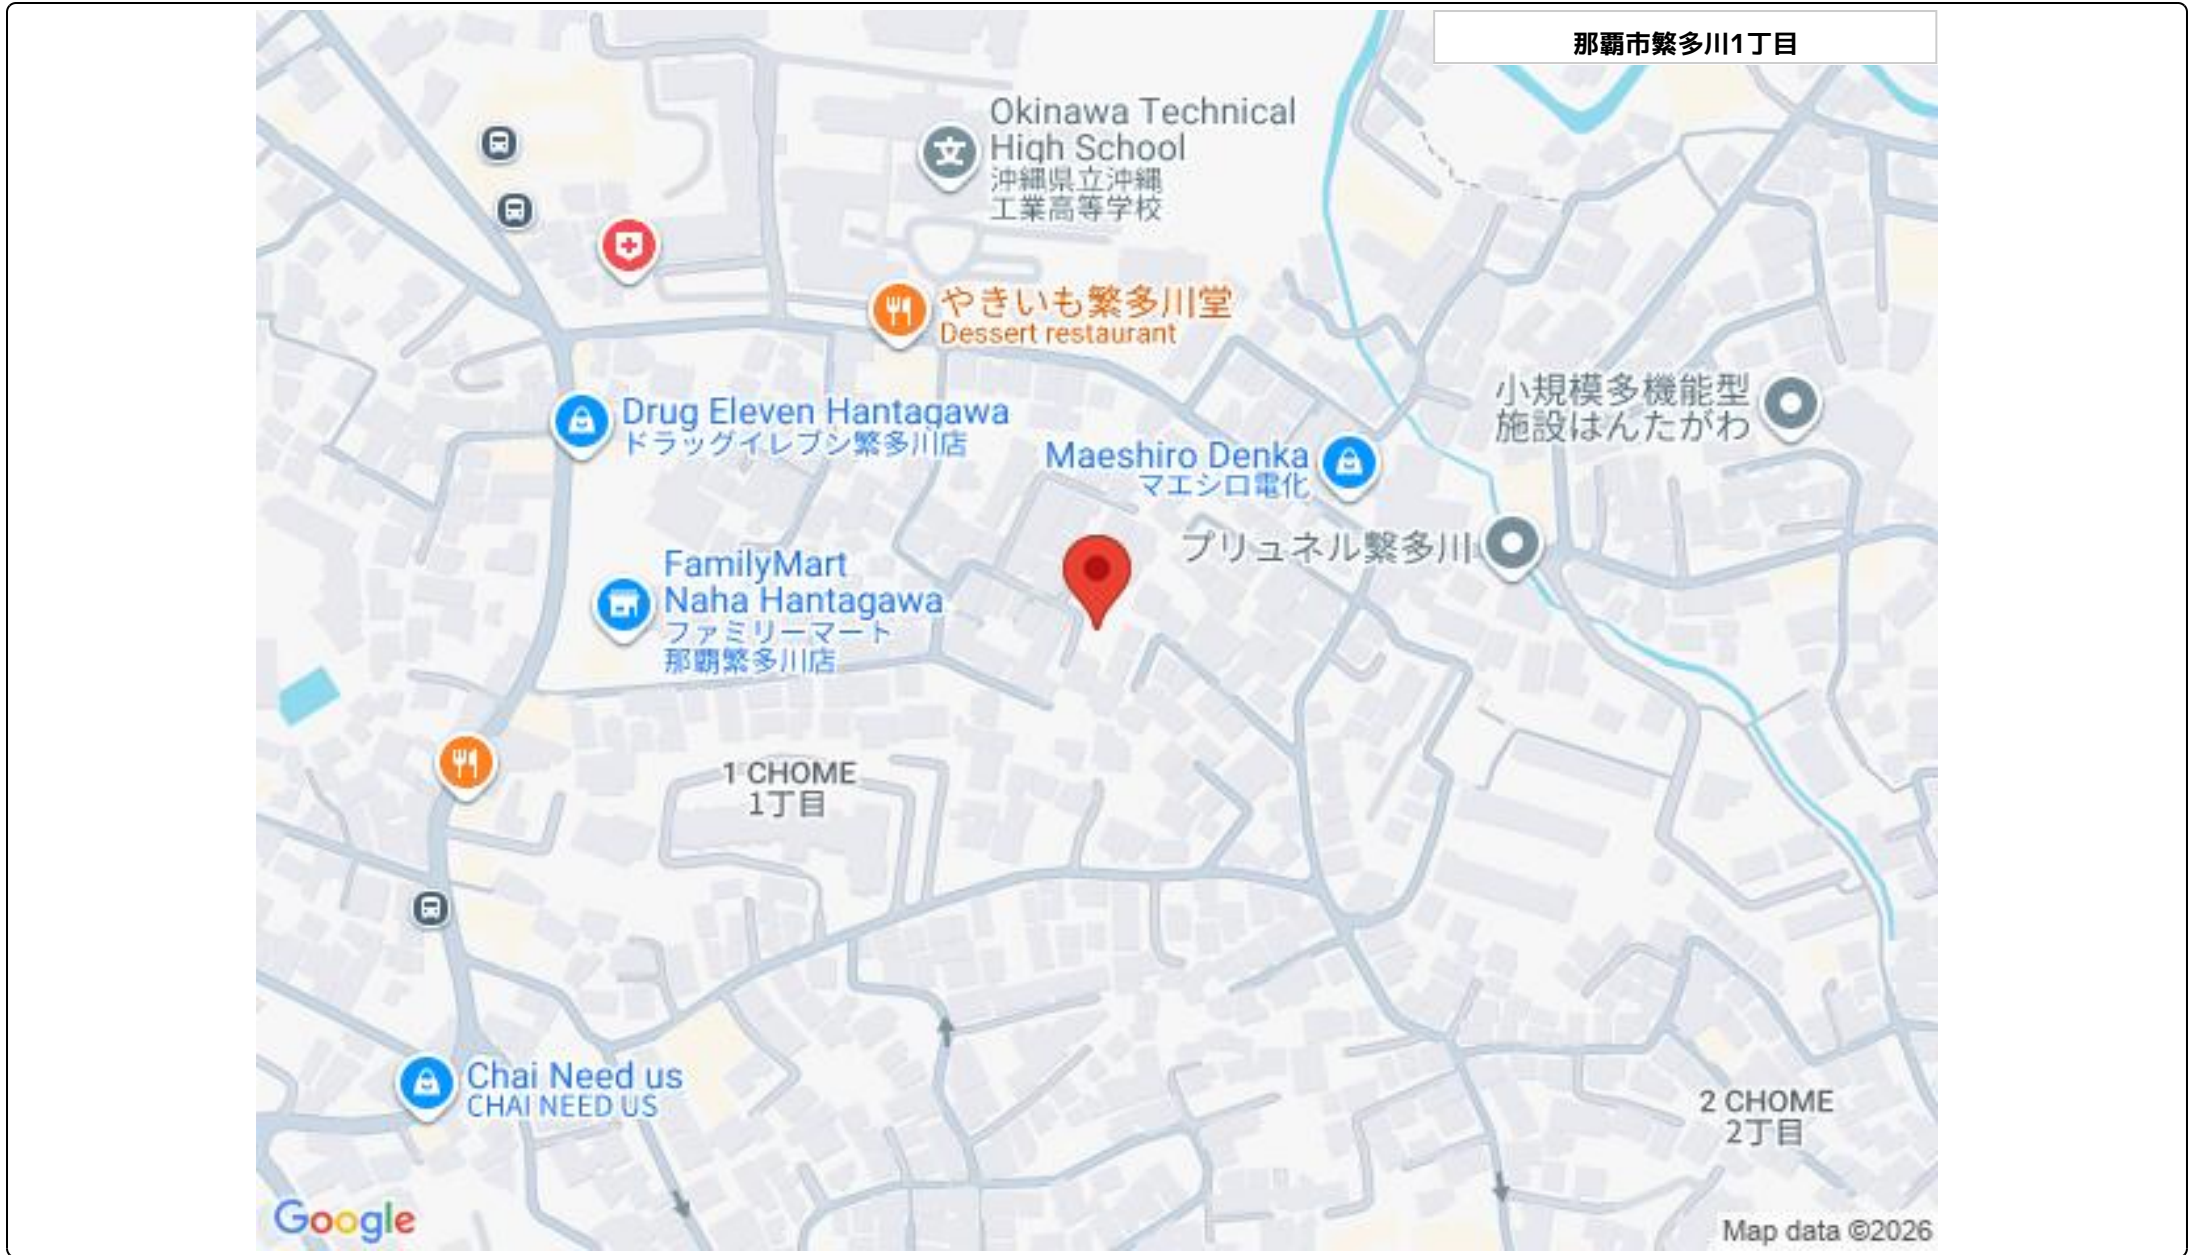 那覇市繁多川1丁目
Okinawa Technical
High School
沖縄県立沖縄
工業高等学校
やきいも繁多川堂
Dessert restaurant
小規模多機能型
施設はんたがわ
Drug Eleven Hantagawa
ドラッグイレブン繁多川店
Maeshiro Denka
マエシロ電化
プリュネル繁多川
FamilyMart
Naha Hantagawa
ファミリーマート
那覇繁多川店
1 CHOME
1丁目
Chai Need us
CHAI NEED US
2 CHOME
2丁目
Google
Map data ©2026